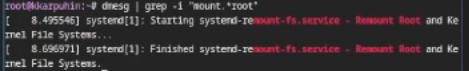 root@kkarpuhin:~# dmesg | grep -i "mount.*root"
[    8.495546] systemd[1]: Starting systemd-remount-fs.service - Remount Root and Ke
rnel File Systems...
[    8.696971] systemd[1]: Finished systemd-remount-fs.service - Remount Root and Ke
rnel File Systems.